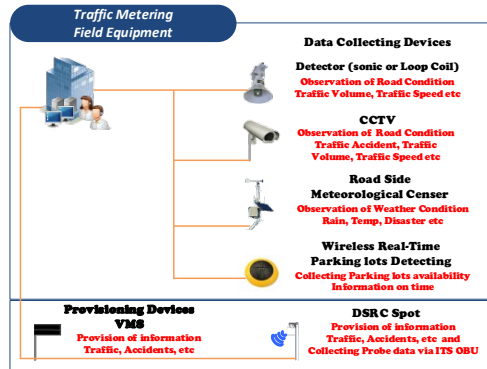 Traffic Metering
Field Equipment
Data Collecting Devices
Detector (sonic or Loop Coil)
Observation of Road Condition
Traffic Volume, Traffic Speed etc
CCTV
Observation of Road Condition
Traffic Accident, Traffic
Volume, Traffic Speed etc
Road Side
Meteorological Censer
Observation of Weather Condition
Rain, Temp, Disaster etc
Wireless Real-Time
Parking lots Detecting
Collecting Parking lots availability
Information on time
Provisioning Devices
VMS
Provision of information
Traffic, Accidents, etc
DSRC Spot
Provision of information
Traffic, Accidents, etc and
Collecting Probe data via ITS OBU